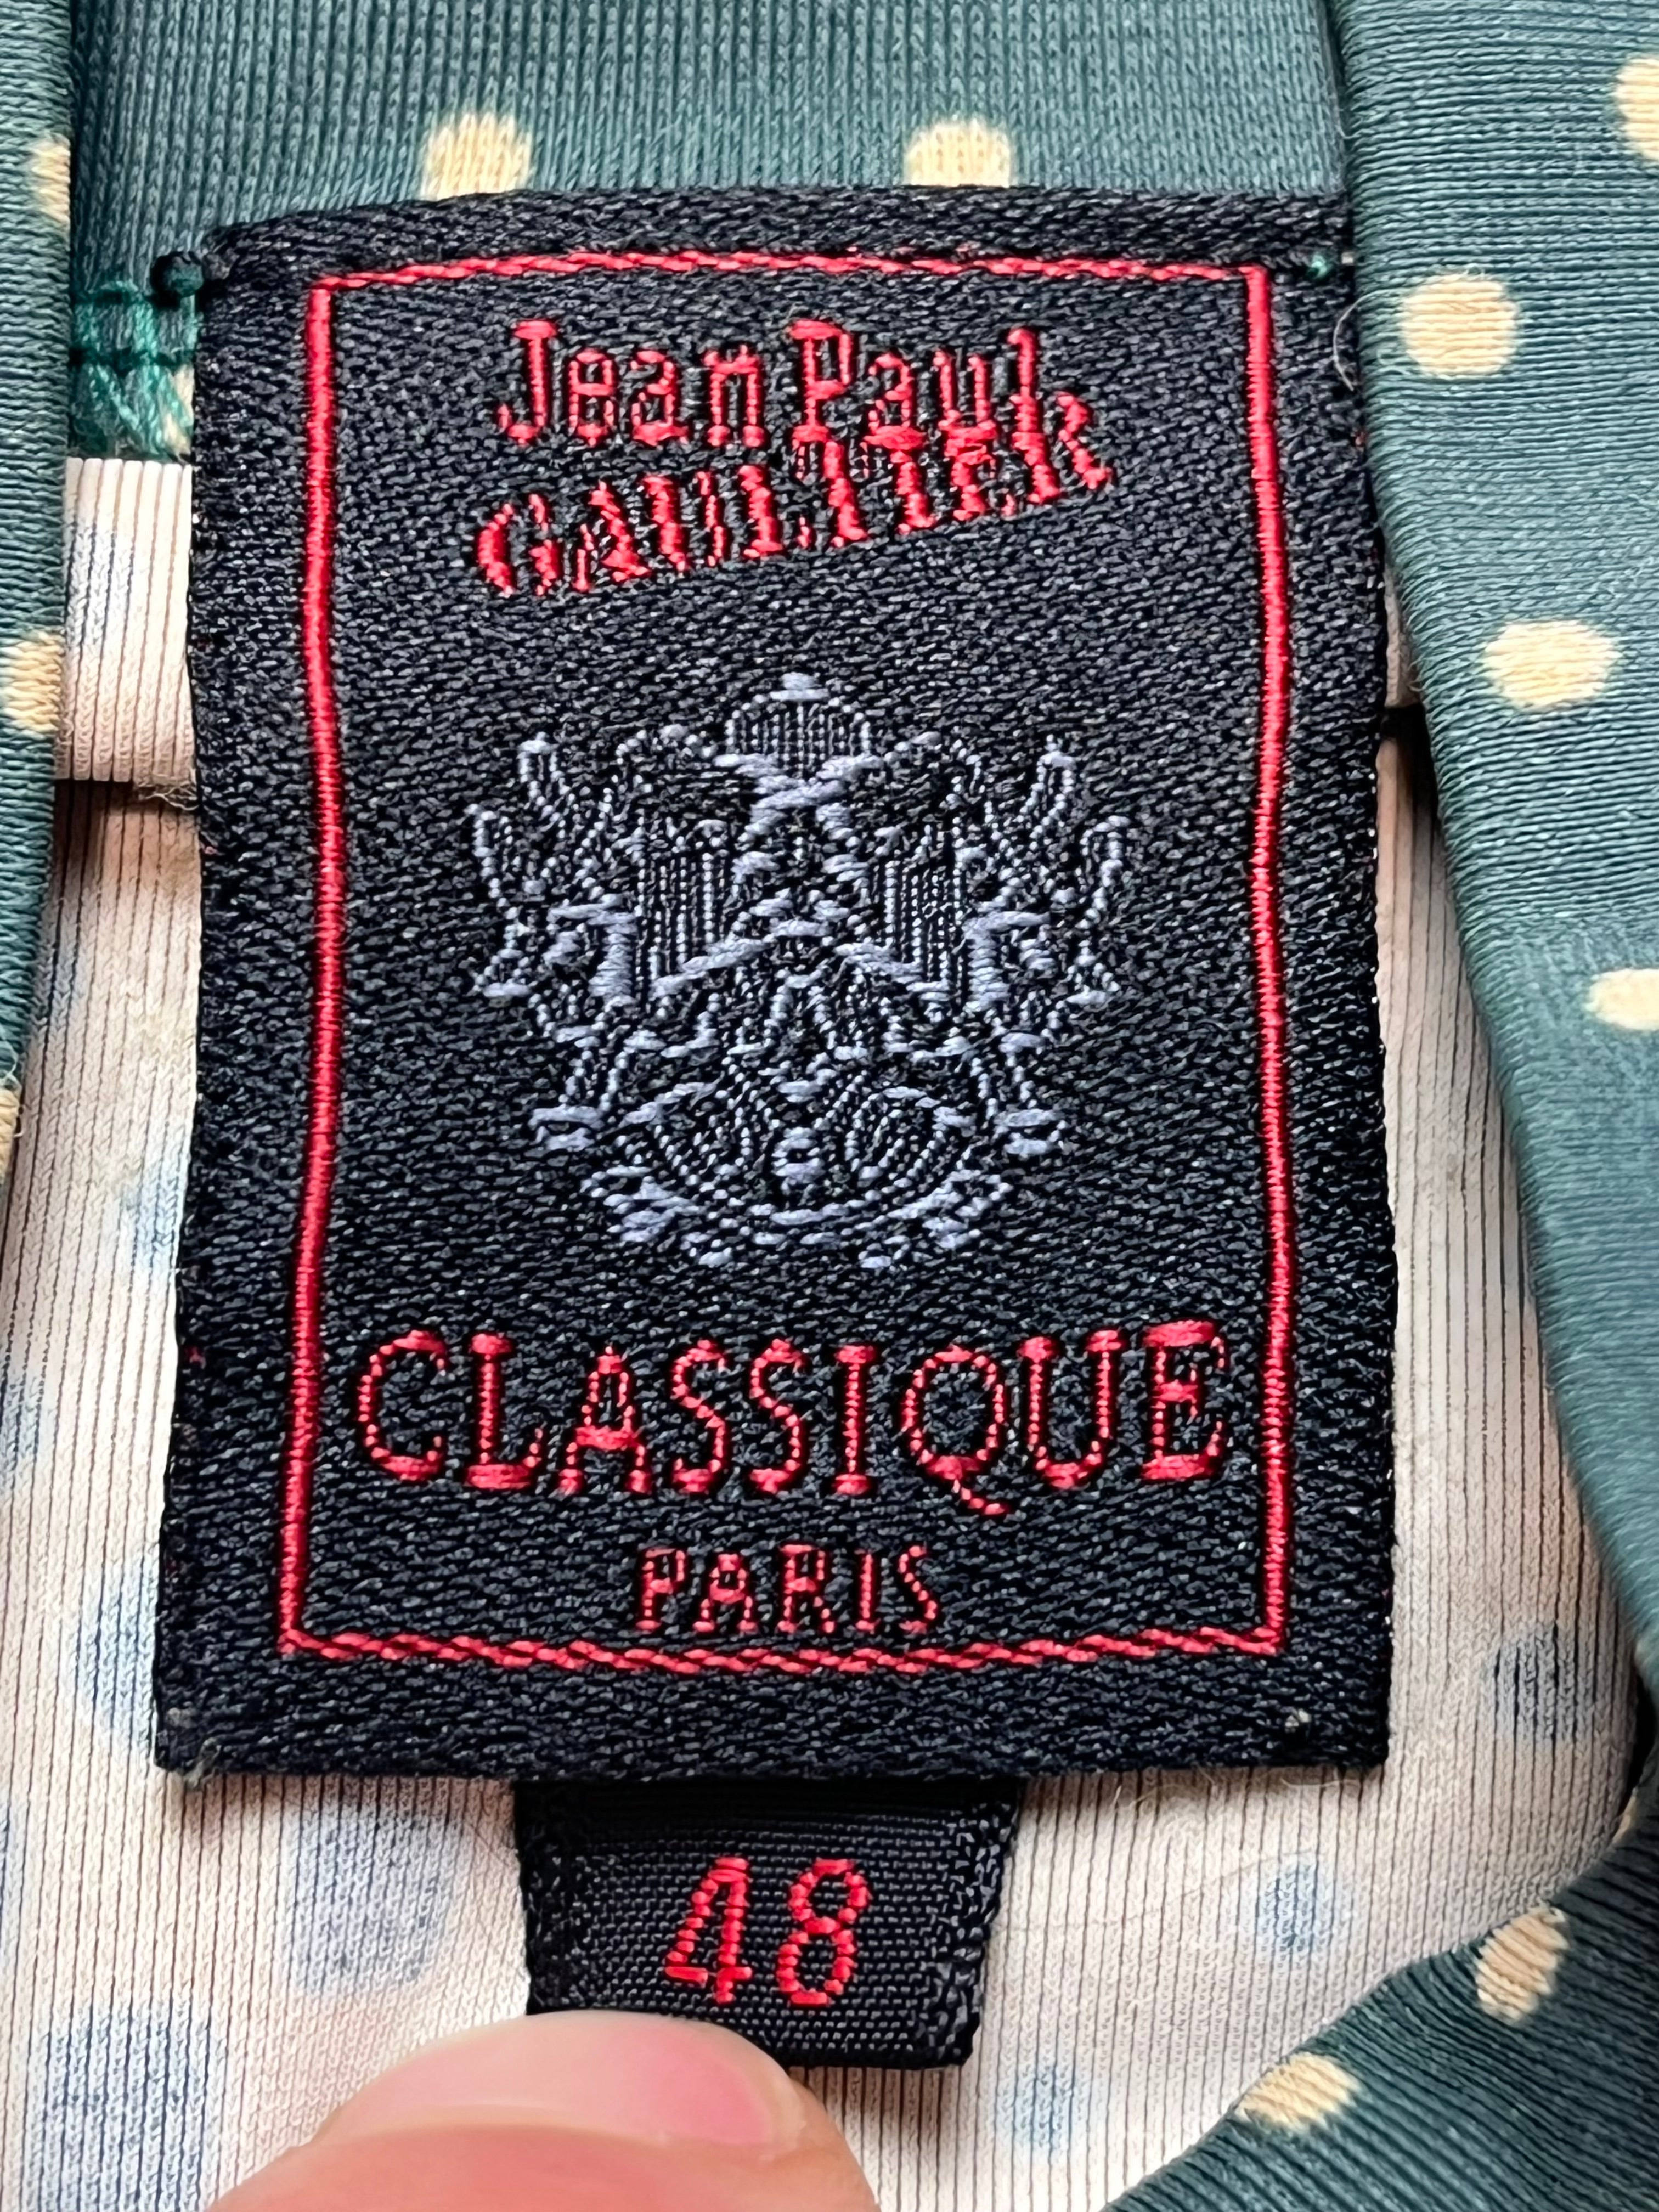 Jean Paul
GAULTIER
CLASSIQUE
PARIS
48